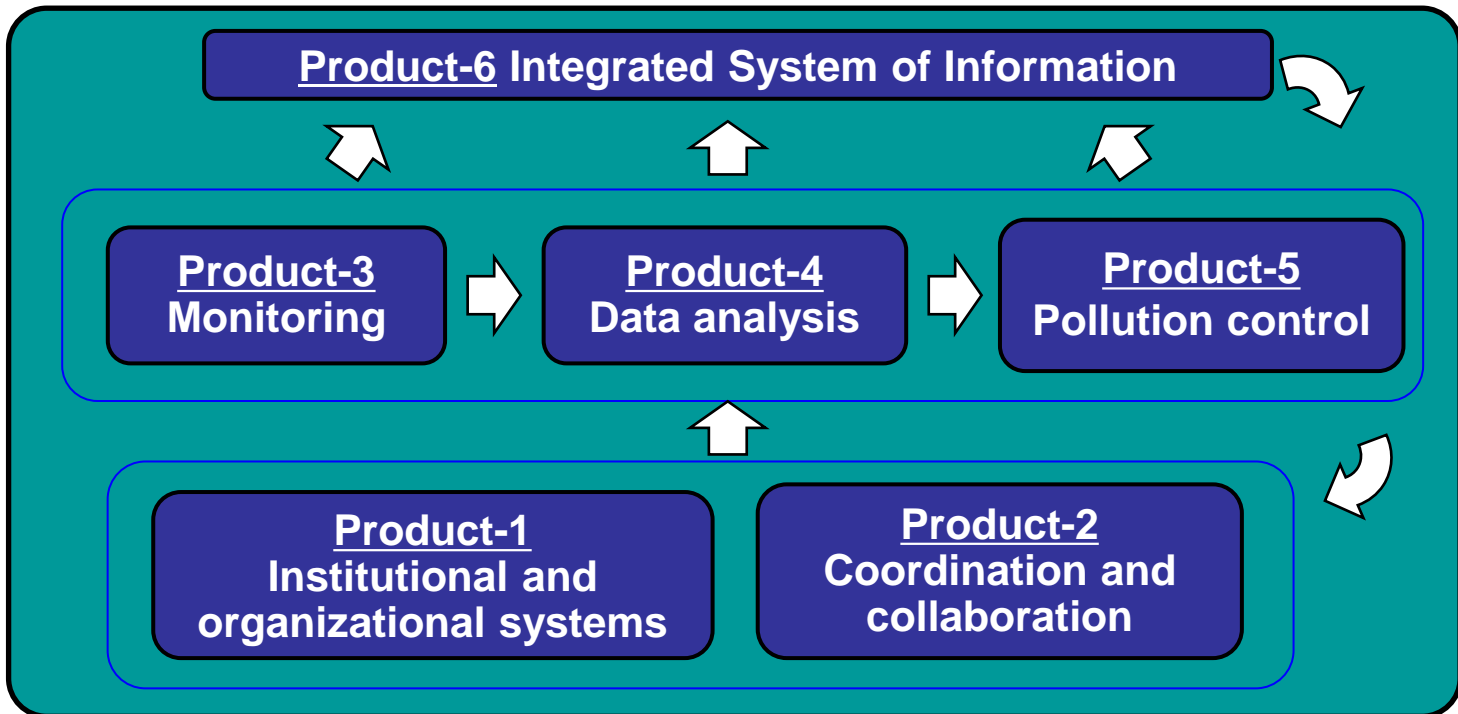 Product-6 Integrated System of Information
Product-3
Monitoring
Product-4
Data analysis
Product-5
Pollution control
Product-1
Institutional and
organizational systems
Product-2
Coordination and
collaboration